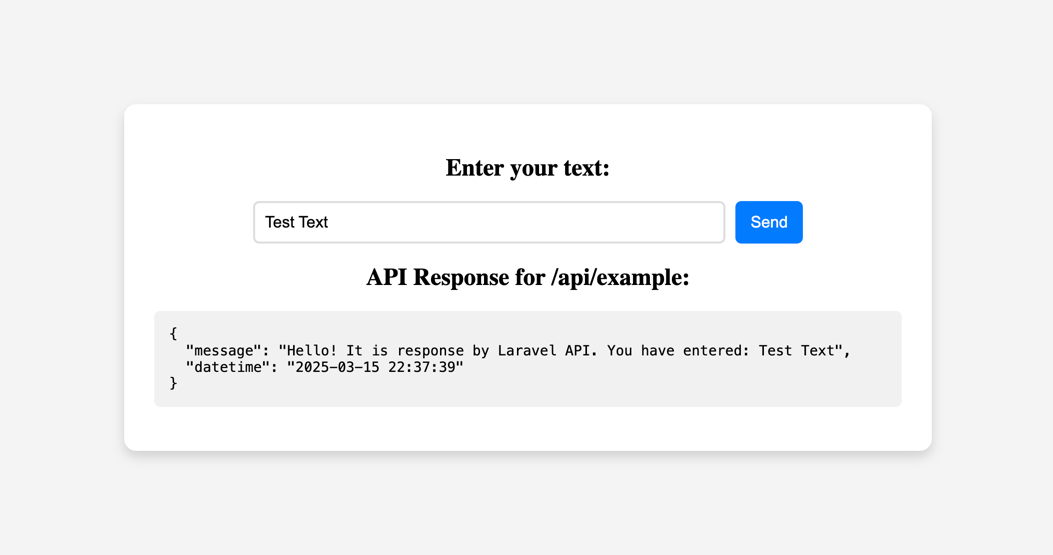 Enter your text:
Test Text
Send
API Response for /api/example:
{
  "message": "Hello! It is response by Laravel API. You have entered: Test Text",
  "datetime": "2025-03-15 22:37:39"
}